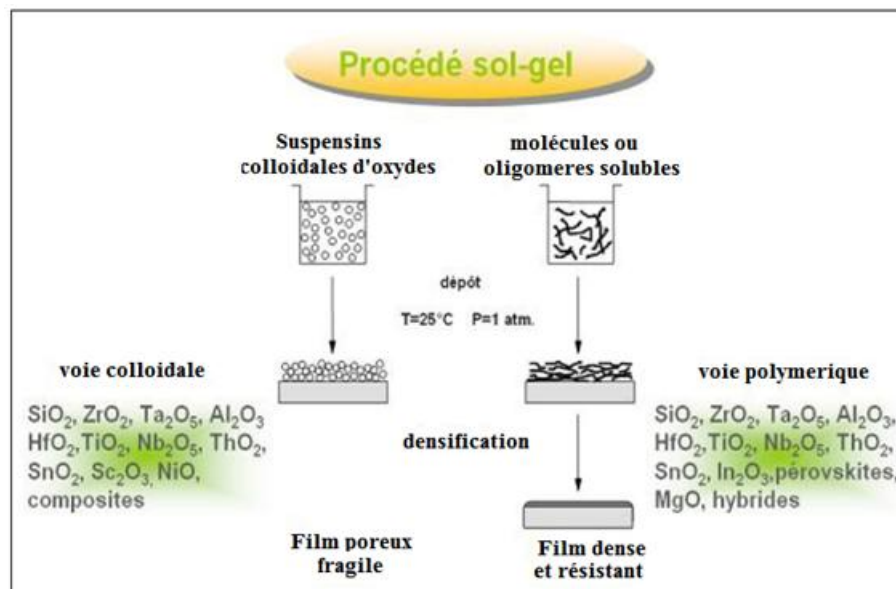 Procédé sol-gel
Suspensins
colloidales d'oxydes
molécules ou
oligomeres solubles
dépôt
T=25°C P=1 atm.
voie colloidale
SiO₂, ZrO₂, Ta₂O₅, Al₂O₃
HfO₂,TiO₂, Nb₂O₅, ThO₂,
SnO₂, Sc₂O₃, NiO,
composites
voie polymerique
SiO₂, ZrO₂, Ta₂O₅, Al₂O₃,
HfO₂,TiO₂, Nb₂O₅, ThO₂,
SnO₂, In₂O₃,pérovskites,
MgO, hybrides
densification
Film poreux
fragile
Film dense
et résistant